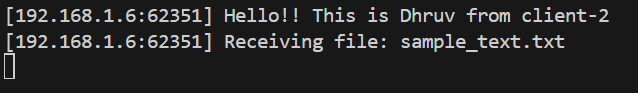 [192.168.1.6:62351] Hello!! This is Dhruv from client-2
[192.168.1.6:62351] Receiving file: sample_text.txt